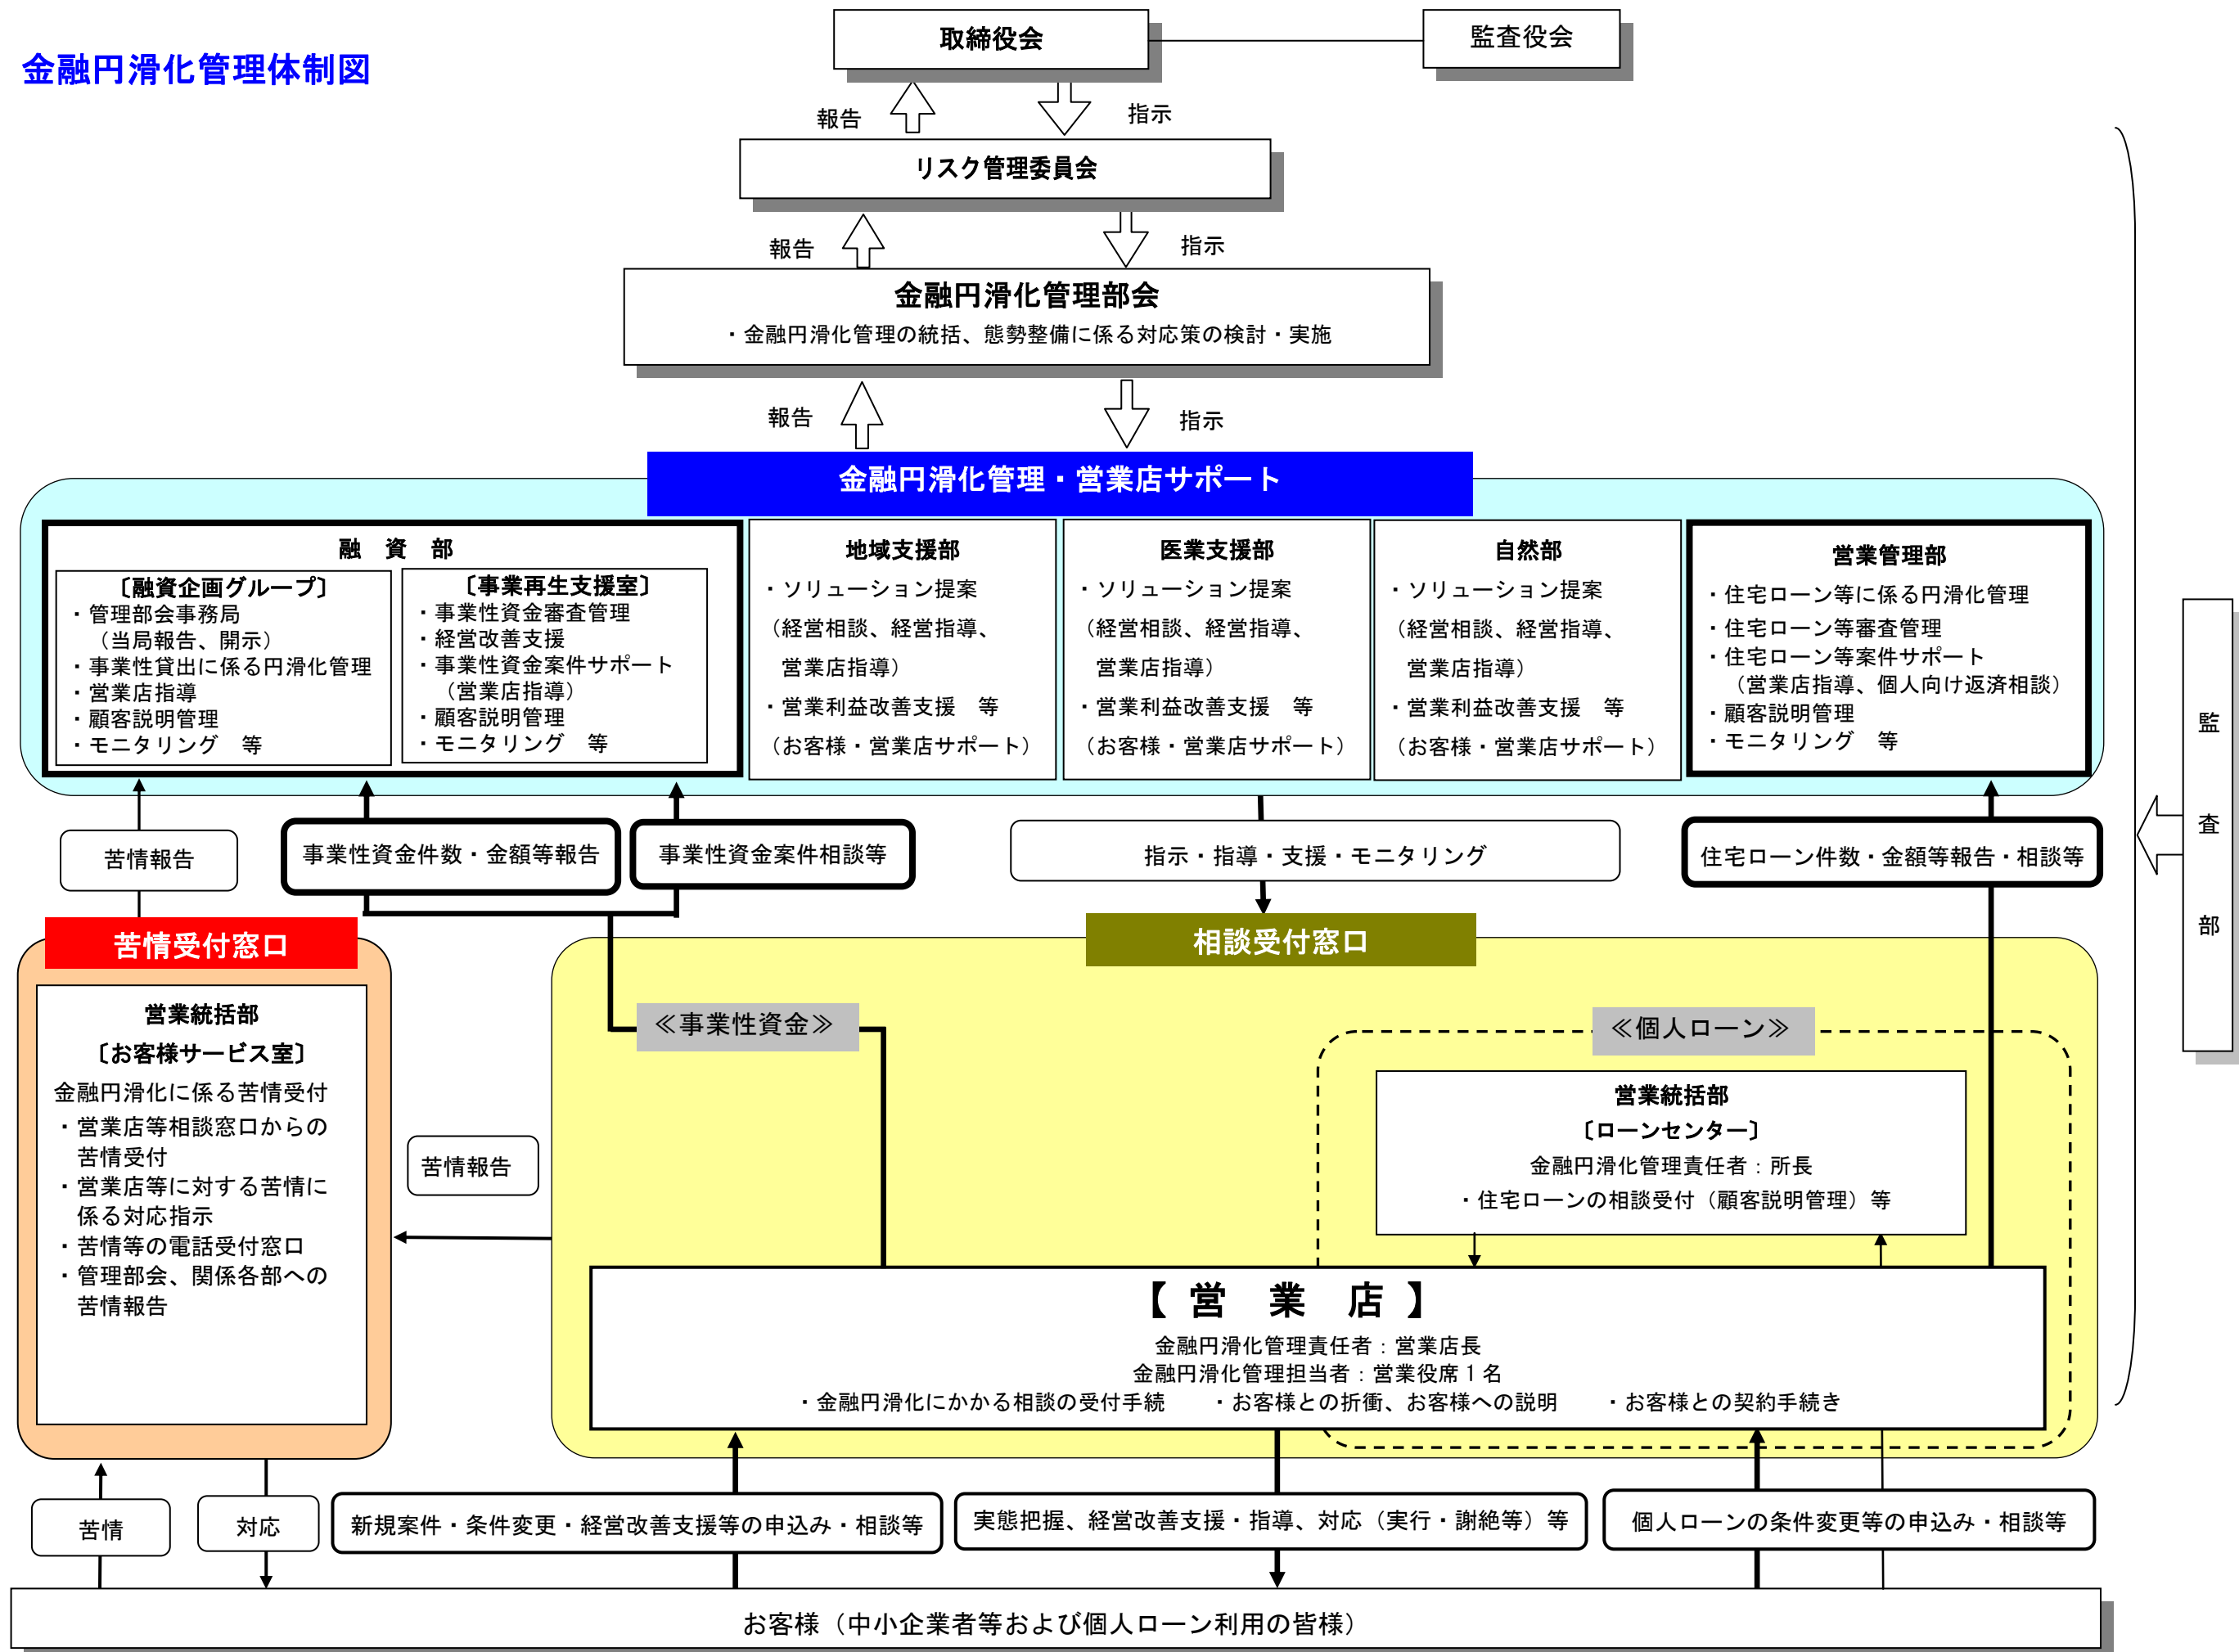 金融円滑化管理体制図
取締役会
監査役会
報告
指示
リスク管理委員会
報告
指示
金融円滑化管理部会
・金融円滑化管理の統括、態勢整備に係る対応策の検討・実施
報告
指示
金融円滑化管理・営業店サポート
融　資　部
〔融資企画グループ〕
・管理部会事務局
（当局報告、開示）
・事業性貸出に係る円滑化管理
・営業店指導
・顧客説明管理
・モニタリング　等
〔事業再生支援室〕
・事業性資金審査管理
・経営改善支援
・事業性資金案件サポート
（営業店指導）
・顧客説明管理
・モニタリング　等
地域支援部
・ソリューション提案
（経営相談、経営指導、
営業店指導）
・営業利益改善支援　等
（お客様・営業店サポート）
医業支援部
・ソリューション提案
（経営相談、経営指導、
営業店指導）
・営業利益改善支援　等
（お客様・営業店サポート）
自然部
・ソリューション提案
（経営相談、経営指導、
営業店指導）
・営業利益改善支援　等
（お客様・営業店サポート）
営業管理部
・住宅ローン等に係る円滑化管理
・住宅ローン等審査管理
・住宅ローン等案件サポート
（営業店指導、個人向け返済相談）
・顧客説明管理
・モニタリング　等
監査部
苦情報告
事業性資金件数・金額等報告
事業性資金案件相談等
指示・指導・支援・モニタリング
住宅ローン件数・金額等報告・相談等
苦情受付窓口
営業統括部
〔お客様サービス室〕
金融円滑化に係る苦情受付
・営業店等相談窓口からの
苦情受付
・営業店等に対する苦情に
係る対応指示
・苦情等の電話受付窓口
・管理部会、関係各部への
苦情報告
苦情報告
相談受付窓口
≪事業性資金≫
≪個人ローン≫
営業統括部
〔ローンセンター〕
金融円滑化管理責任者：所長
・住宅ローンの相談受付（顧客説明管理）等
【 営　業　店 】
金融円滑化管理責任者：営業店長
金融円滑化管理担当者：営業役席１名
・金融円滑化にかかる相談の受付手続　　・お客様との折衝、お客様への説明　　・お客様との契約手続き
苦情
対応
新規案件・条件変更・経営改善支援等の申込み・相談等
実態把握、経営改善支援・指導、対応（実行・謝絶等）等
個人ローンの条件変更等の申込み・相談等
お客様（中小企業者等および個人ローン利用の皆様）